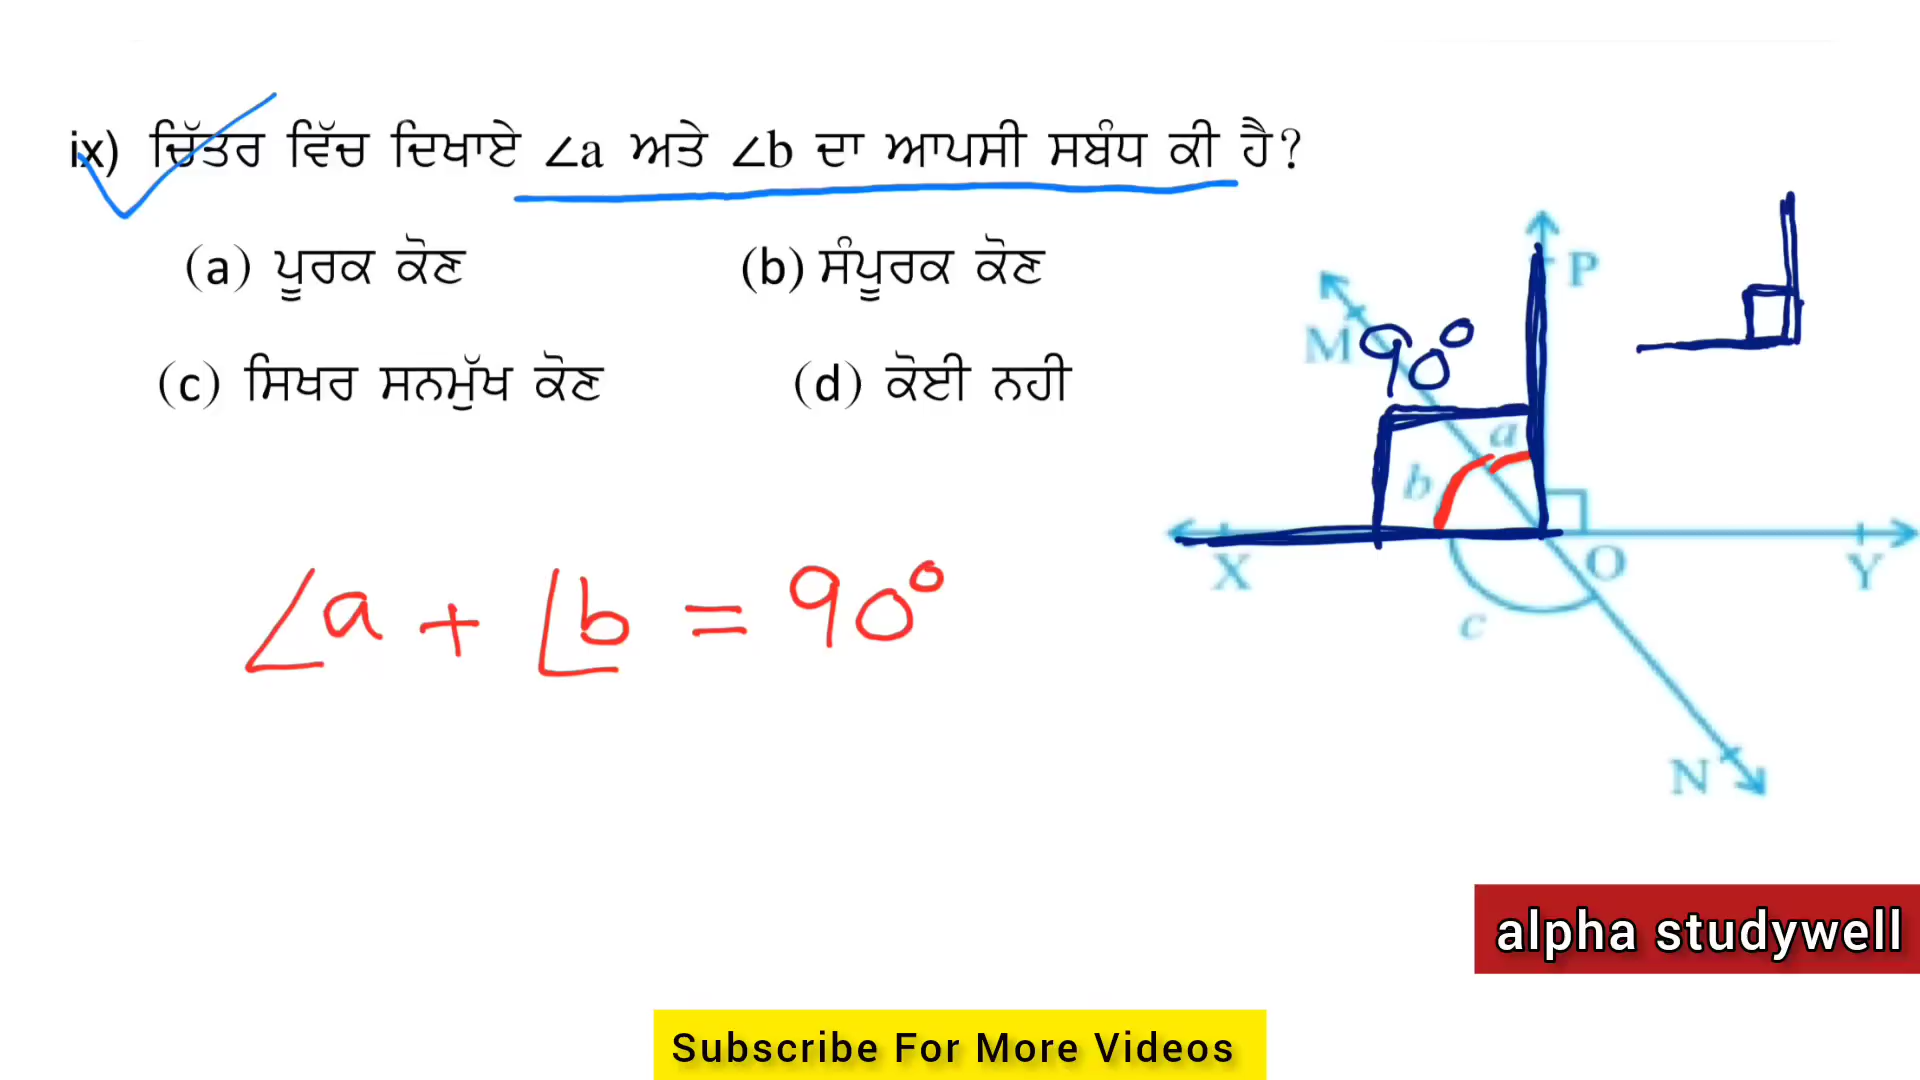 ix) ਚਿੱਤਰ ਵਿੱਚ ਦਿਖਾਏ ∠a ਅਤੇ ∠b ਦਾ ਆਪਸੀ ਸਬੰਧ ਕੀ ਹੈ?
(a) ਪੂਰਕ ਕੋਣ (b) ਸੰਪੂਰਕ ਕੋਣ
(c) ਸਿਖਰ ਸਨਮੁੱਖ ਕੋਣ (d) ਕੋਈ ਨਹੀ
P
M 90°
a
b
X O Y
c
N
∠a + ∠b = 90°
alpha studywell
Subscribe For More Videos